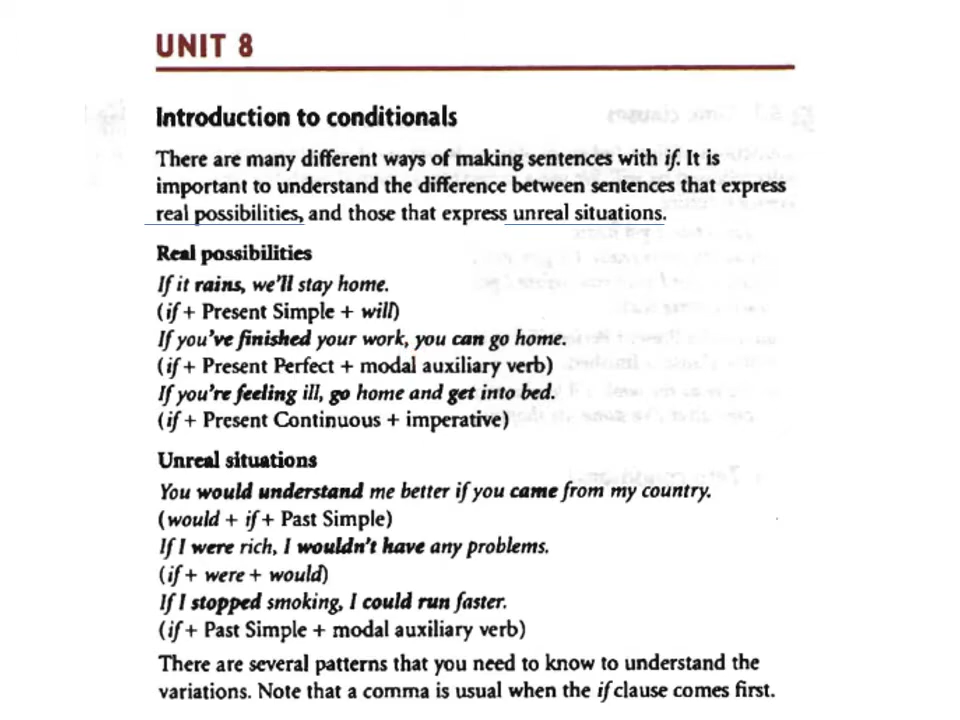 UNIT 8
Introduction to conditionals
There are many different ways of making sentences with if. It is
important to understand the difference between sentences that express
real possibilities, and those that express unreal situations.
Real possibilities
If it rains, we'll stay home.
(if + Present Simple + will)
If you've finished your work, you can go home.
(if + Present Perfect + modal auxiliary verb)
If you're feeling ill, go home and get into bed.
(if + Present Continuous + imperative)
Unreal situations
You would understand me better if you came from my country.
(would + if + Past Simple)
If I were rich, I wouldn't have any problems.
(if + were + would)
If I stopped smoking, I could run faster.
(if + Past Simple + modal auxiliary verb)
There are several patterns that you need to know to understand the
variations. Note that a comma is usual when the if clause comes first.